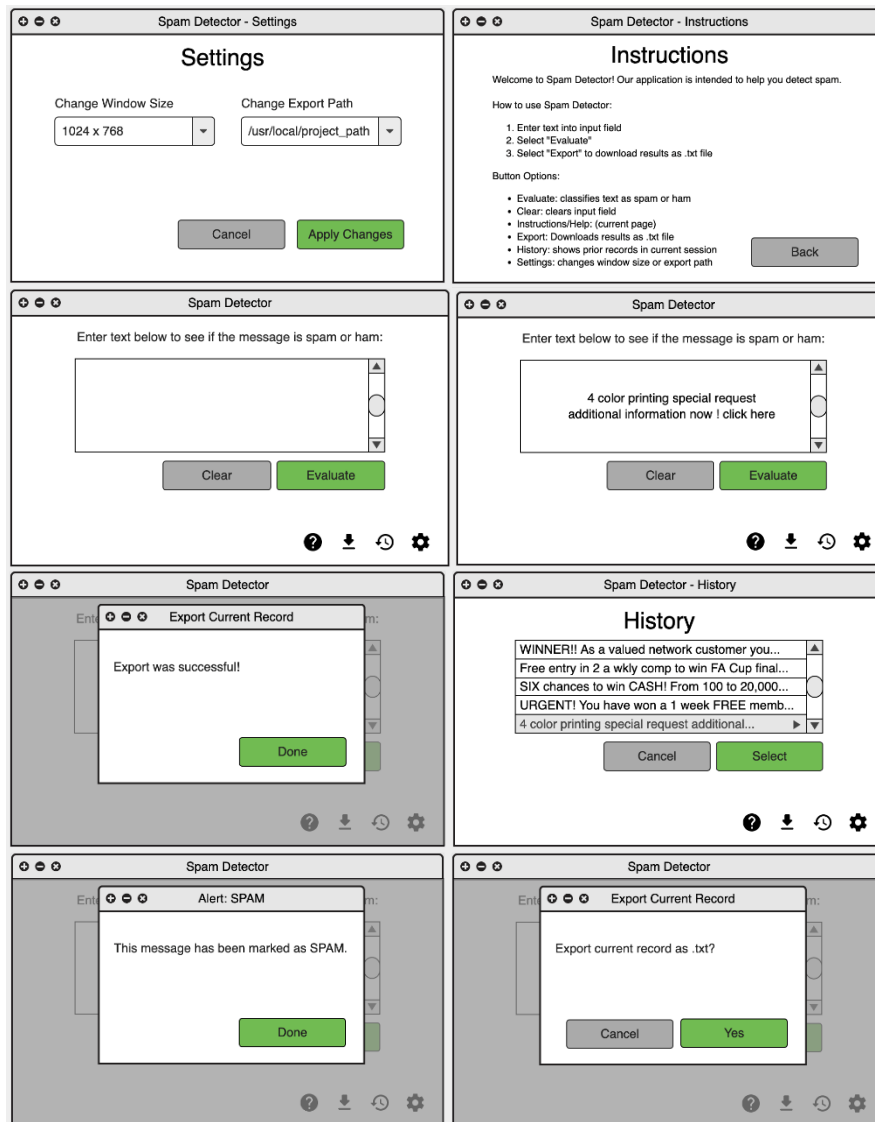 Spam Detector - Settings
Settings
Change Window Size
Change Export Path
1024 x 768
/usr/local/project_path
Cancel
Apply Changes
Spam Detector - Instructions
Instructions
Welcome to Spam Detector! Our application is intended to help you detect spam.
How to use Spam Detector:
1. Enter text into input field
2. Select "Evaluate"
3. Select "Export" to download results as .txt file
Button Options:
• Evaluate: classifies text as spam or ham
• Clear: clears input field
• Instructions/Help: (current page)
• Export: Downloads results as .txt file
• History: shows prior records in current session
• Settings: changes window size or export path
Back
Spam Detector
Enter text below to see if the message is spam or ham:
Clear
Evaluate
Spam Detector
Enter text below to see if the message is spam or ham:
4 color printing special request
additional information now ! click here
Clear
Evaluate
Spam Detector
Ente
m:
Export Current Record
Export was successful!
Done
Spam Detector - History
History
WINNER!! As a valued network customer you...
Free entry in 2 a wkly comp to win FA Cup final...
SIX chances to win CASH! From 100 to 20,000...
URGENT! You have won a 1 week FREE memb...
4 color printing special request additional...
Cancel
Select
Spam Detector
Ente
m:
Alert: SPAM
This message has been marked as SPAM.
Done
Spam Detector
Ente
m:
Export Current Record
Export current record as .txt?
Cancel
Yes